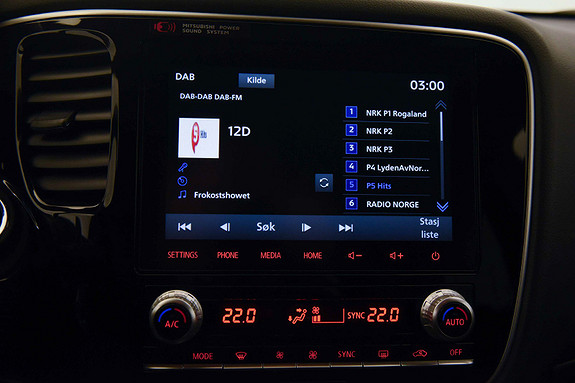 MITSUBISHI POWER
SOUND SYSTEM
DAB
Kilde
03:00
DAB-DAB DAB-FM
12D
1 NRK P1 Rogaland
2 NRK P2
3 NRK P3
4 P4 LydenAvNor...
5 P5 Hits
6 RADIO NORGE
Frokostshowet
Søk
Stasj
liste
SETTINGS PHONE MEDIA HOME
A/C
22.0
SYNC 22.0
AUTO
MODE SYNC OFF